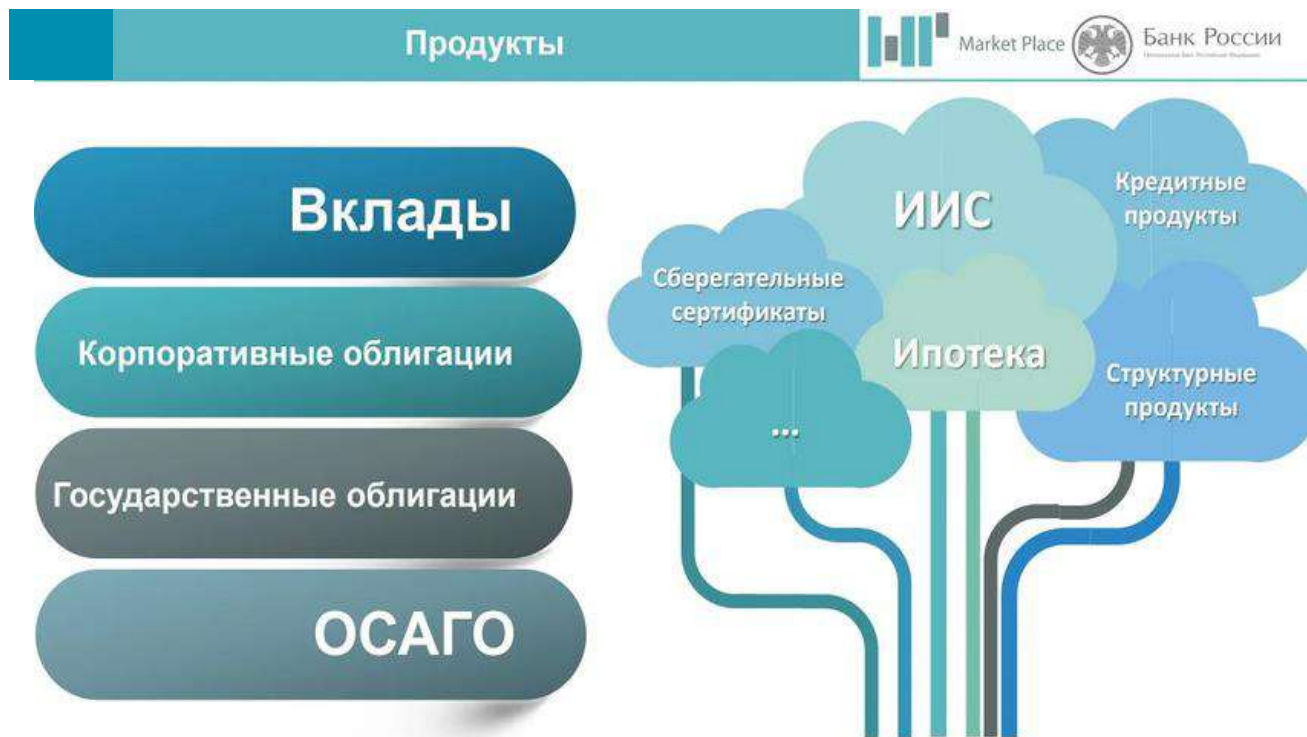 Продукты
Market Place
Банк России
Вклады
Корпоративные облигации
Государственные облигации
ОСАГО
ИИС
Кредитные
продукты
Сберегательные
сертификаты
Ипотека
Структурные
продукты
...